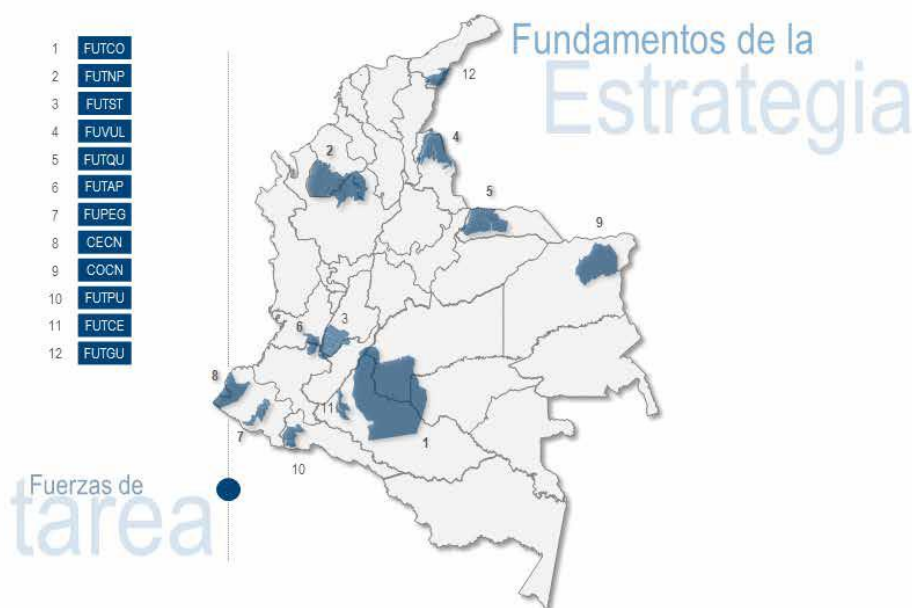 Fundamentos de la
Estrategia
1 FUTCO
2 FUTNP
3 FUTST
4 FUVUL
5 FUTQU
6 FUTAP
7 FUPEG
8 CECN
9 COCN
10 FUTPU
11 FUTCE
12 FUTGU
12
4
2
5
9
3
6
8
11
7
1
10
Fuerzas de
tarea